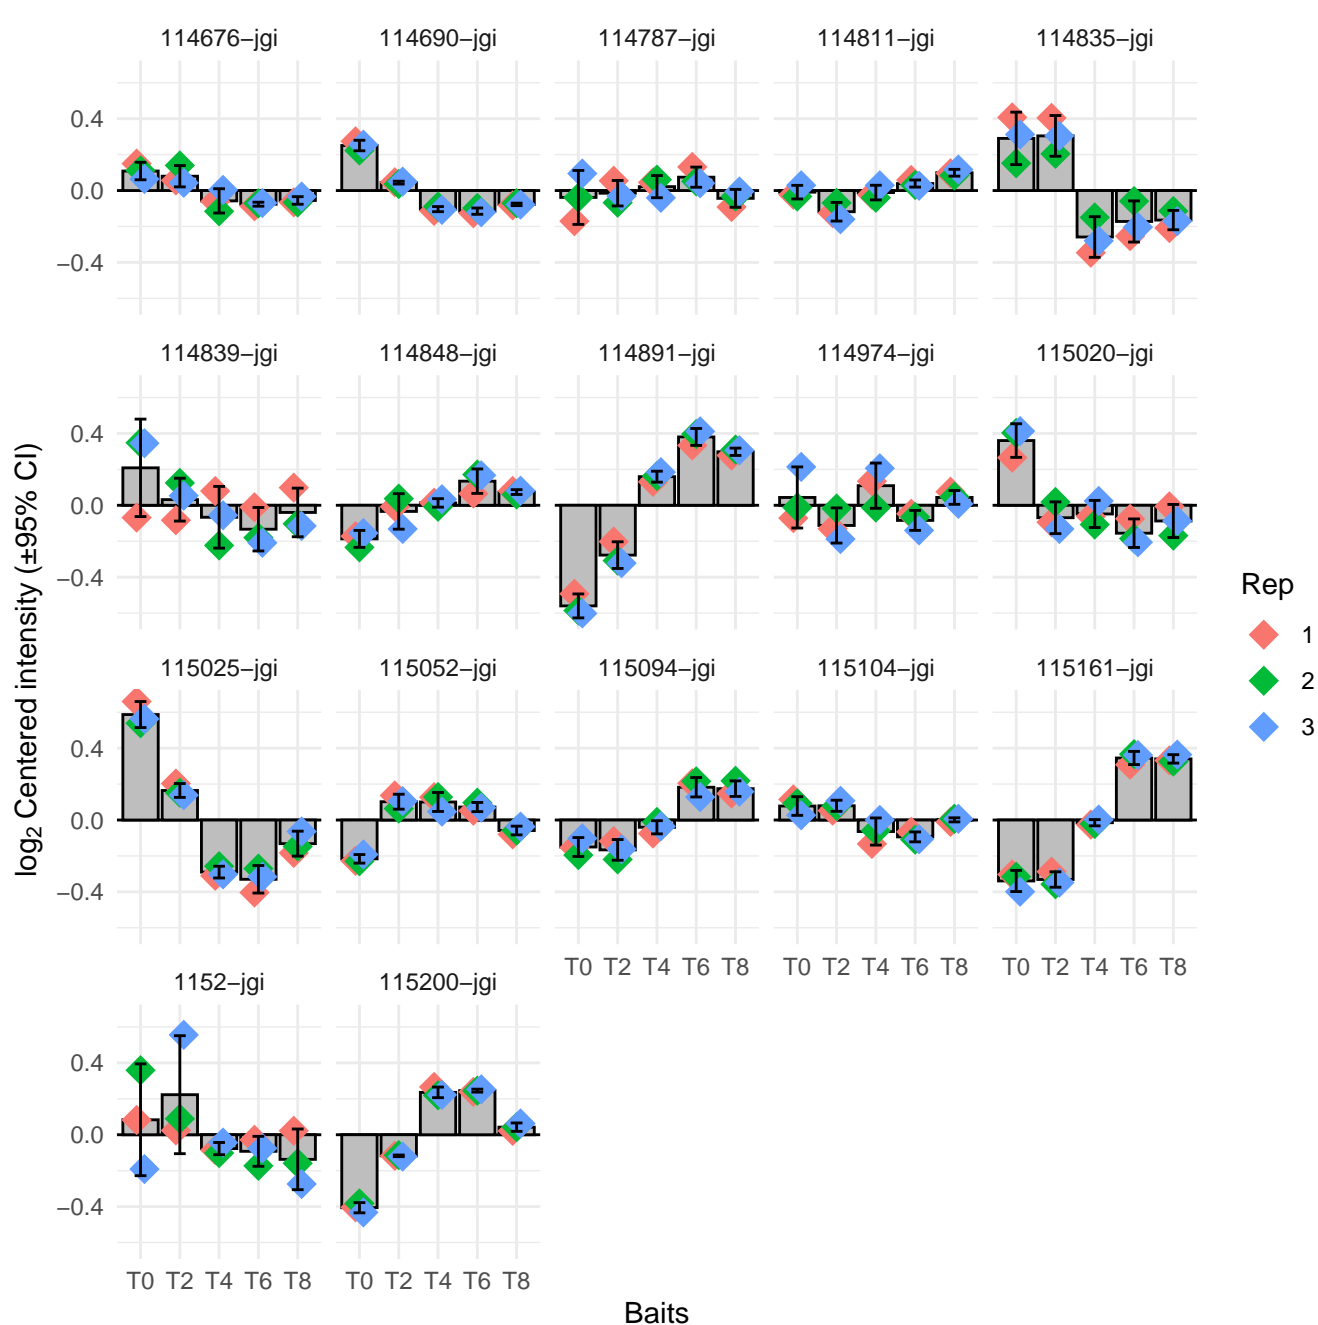 114676−jgi 114690−jgi 114787−jgi 114811−jgi 114835−jgi
0.4
0.0
−0.4
114839−jgi 114848−jgi 114891−jgi 114974−jgi 115020−jgi
0.4
0.0
−0.4
115025−jgi 115052−jgi 115094−jgi 115104−jgi 115161−jgi
0.4
0.0
−0.4
T0 T2 T4 T6 T8 T0 T2 T4 T6 T8 T0 T2 T4 T6 T8
1152−jgi 115200−jgi
0.4
0.0
−0.4
T0 T2 T4 T6 T8 T0 T2 T4 T6 T8
Baits
log₂ Centered intensity (±95% CI)
Rep
1
2
3